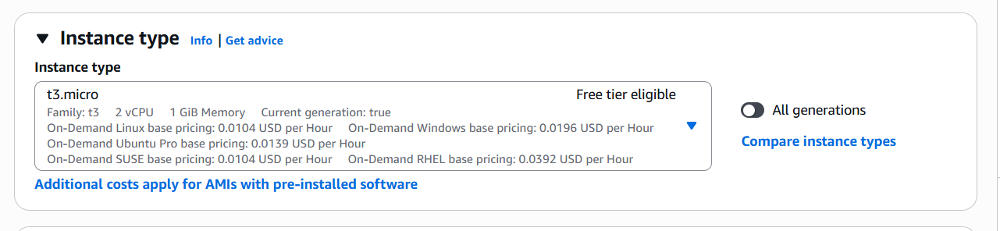 Instance type Info | Get advice
Instance type
t3.micro Free tier eligible
Family: t3 2 vCPU 1 GiB Memory Current generation: true
On-Demand Linux base pricing: 0.0104 USD per Hour On-Demand Windows base pricing: 0.0196 USD per Hour
On-Demand Ubuntu Pro base pricing: 0.0139 USD per Hour
On-Demand SUSE base pricing: 0.0104 USD per Hour On-Demand RHEL base pricing: 0.0392 USD per Hour
All generations
Compare instance types
Additional costs apply for AMIs with pre-installed software